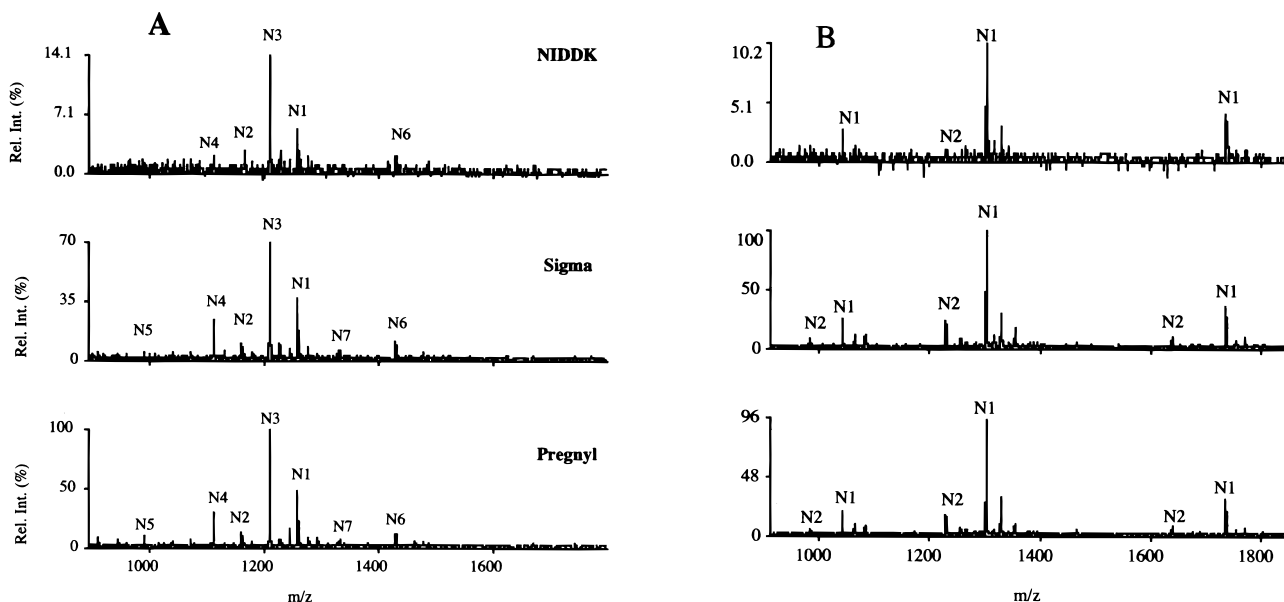 A
B
N3
NIDDK
14.1
7.1
0.0
Rel. Int. (%)
N4
N2
N1
N6
N1
10.2
5.1
0.0
N1
N2
N1
N3
Sigma
70
35
0
Rel. Int. (%)
N5
N4
N2
N1
N7
N6
N1
100
50
0
N2
N1
N2
N2
N1
N3
Pregnyl
100
50
0
Rel. Int. (%)
N5
N4
N2
N1
N7
N6
1000 1200 1400 1600
m/z
N1
96
48
0
N2
N1
N2
N2
N1
1000 1200 1400 1600 1800
m/z